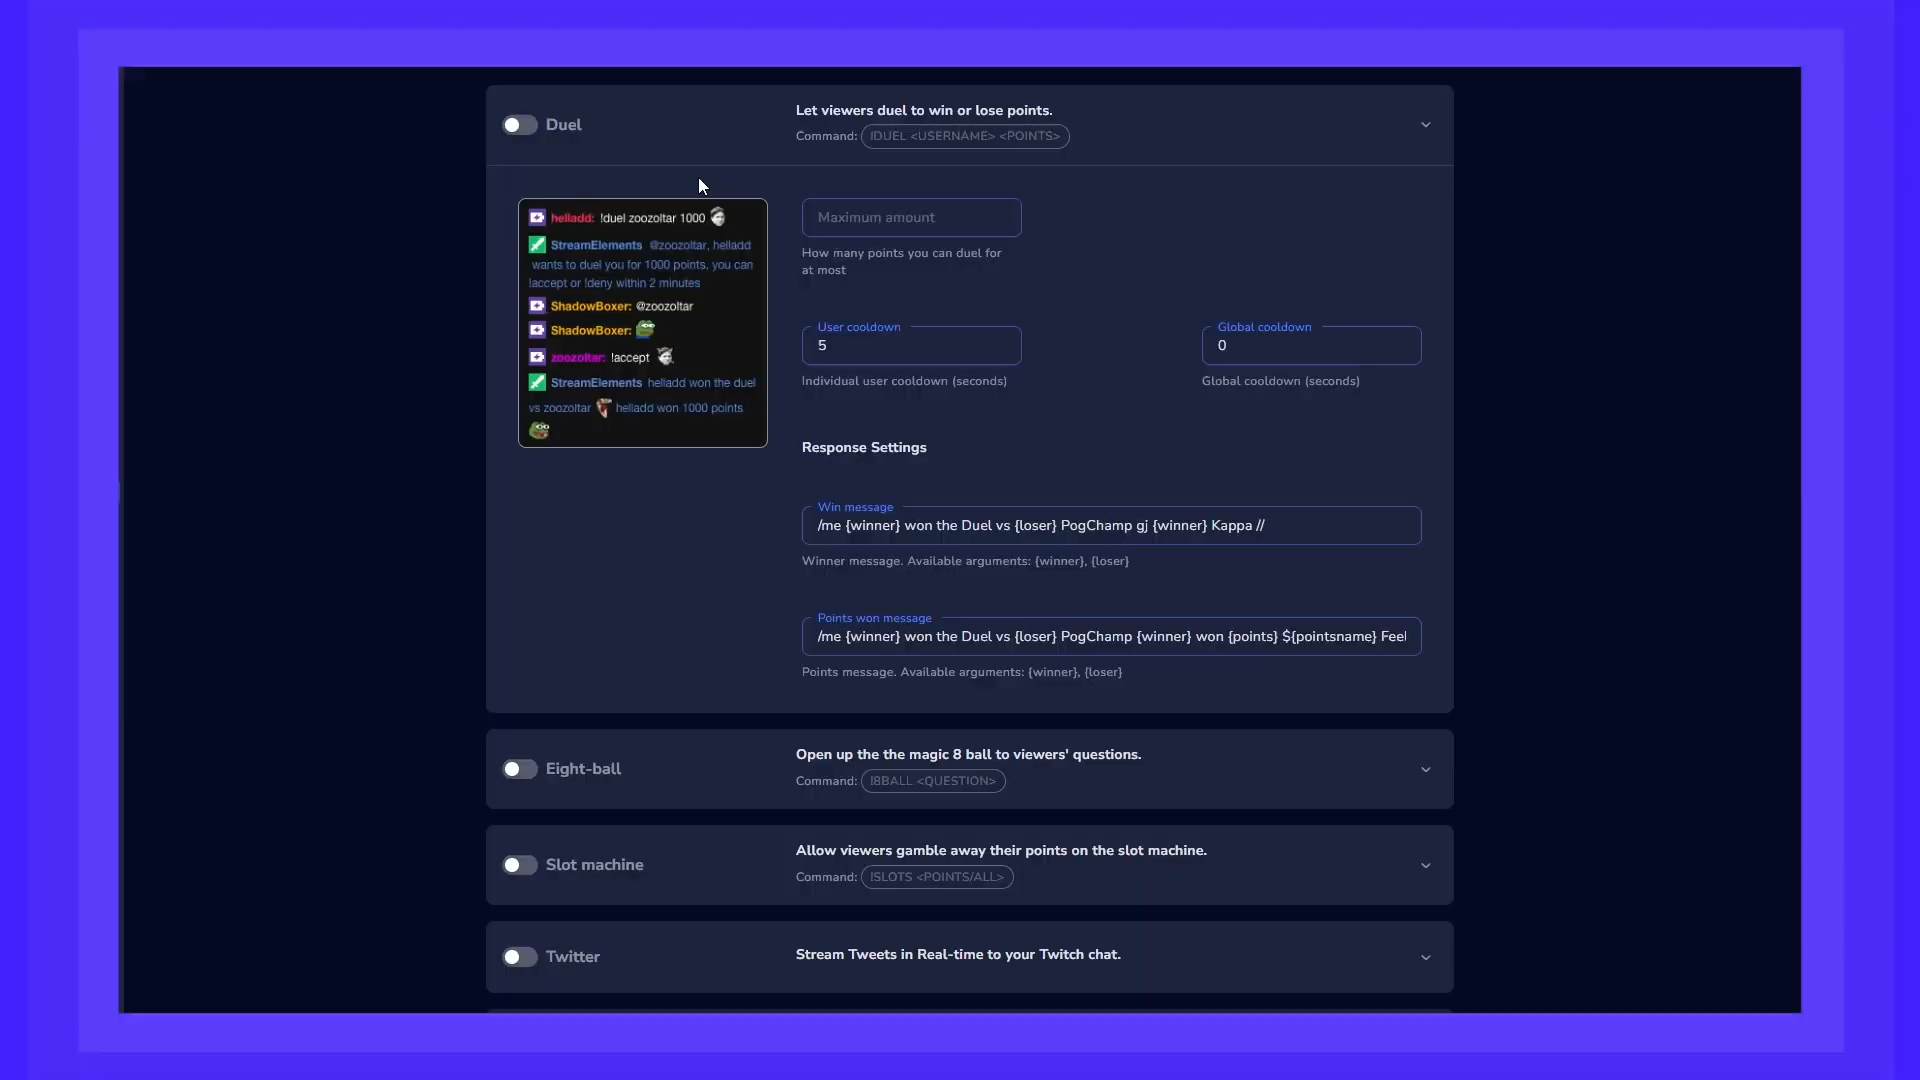 Duel
Let viewers duel to win or lose points.
Command: !DUEL <USERNAME> <POINTS>
helladd: !duel zoozoltar 1000
StreamElements @zoozoltar, helladd
wants to duel you for 1000 points, you can
!accept or !deny within 2 minutes
ShadowBoxer: @zoozoltar
ShadowBoxer:
zoozoltar: !accept
StreamElements helladd won the duel
vs zoozoltar helladd won 1000 points
Maximum amount
How many points you can duel for
at most
User cooldown
5
Individual user cooldown (seconds)
Global cooldown
0
Global cooldown (seconds)
Response Settings
Win message
/me {winner} won the Duel vs {loser} PogChamp gj {winner} Kappa //
Winner message. Available arguments: {winner}, {loser}
Points won message
/me {winner} won the Duel vs {loser} PogChamp {winner} won {points} ${pointsname} Feel
Points message. Available arguments: {winner}, {loser}
Eight-ball
Open up the the magic 8 ball to viewers' questions.
Command: !8BALL <QUESTION>
Slot machine
Allow viewers gamble away their points on the slot machine.
Command: !SLOTS <POINTS/ALL>
Twitter
Stream Tweets in Real-time to your Twitch chat.